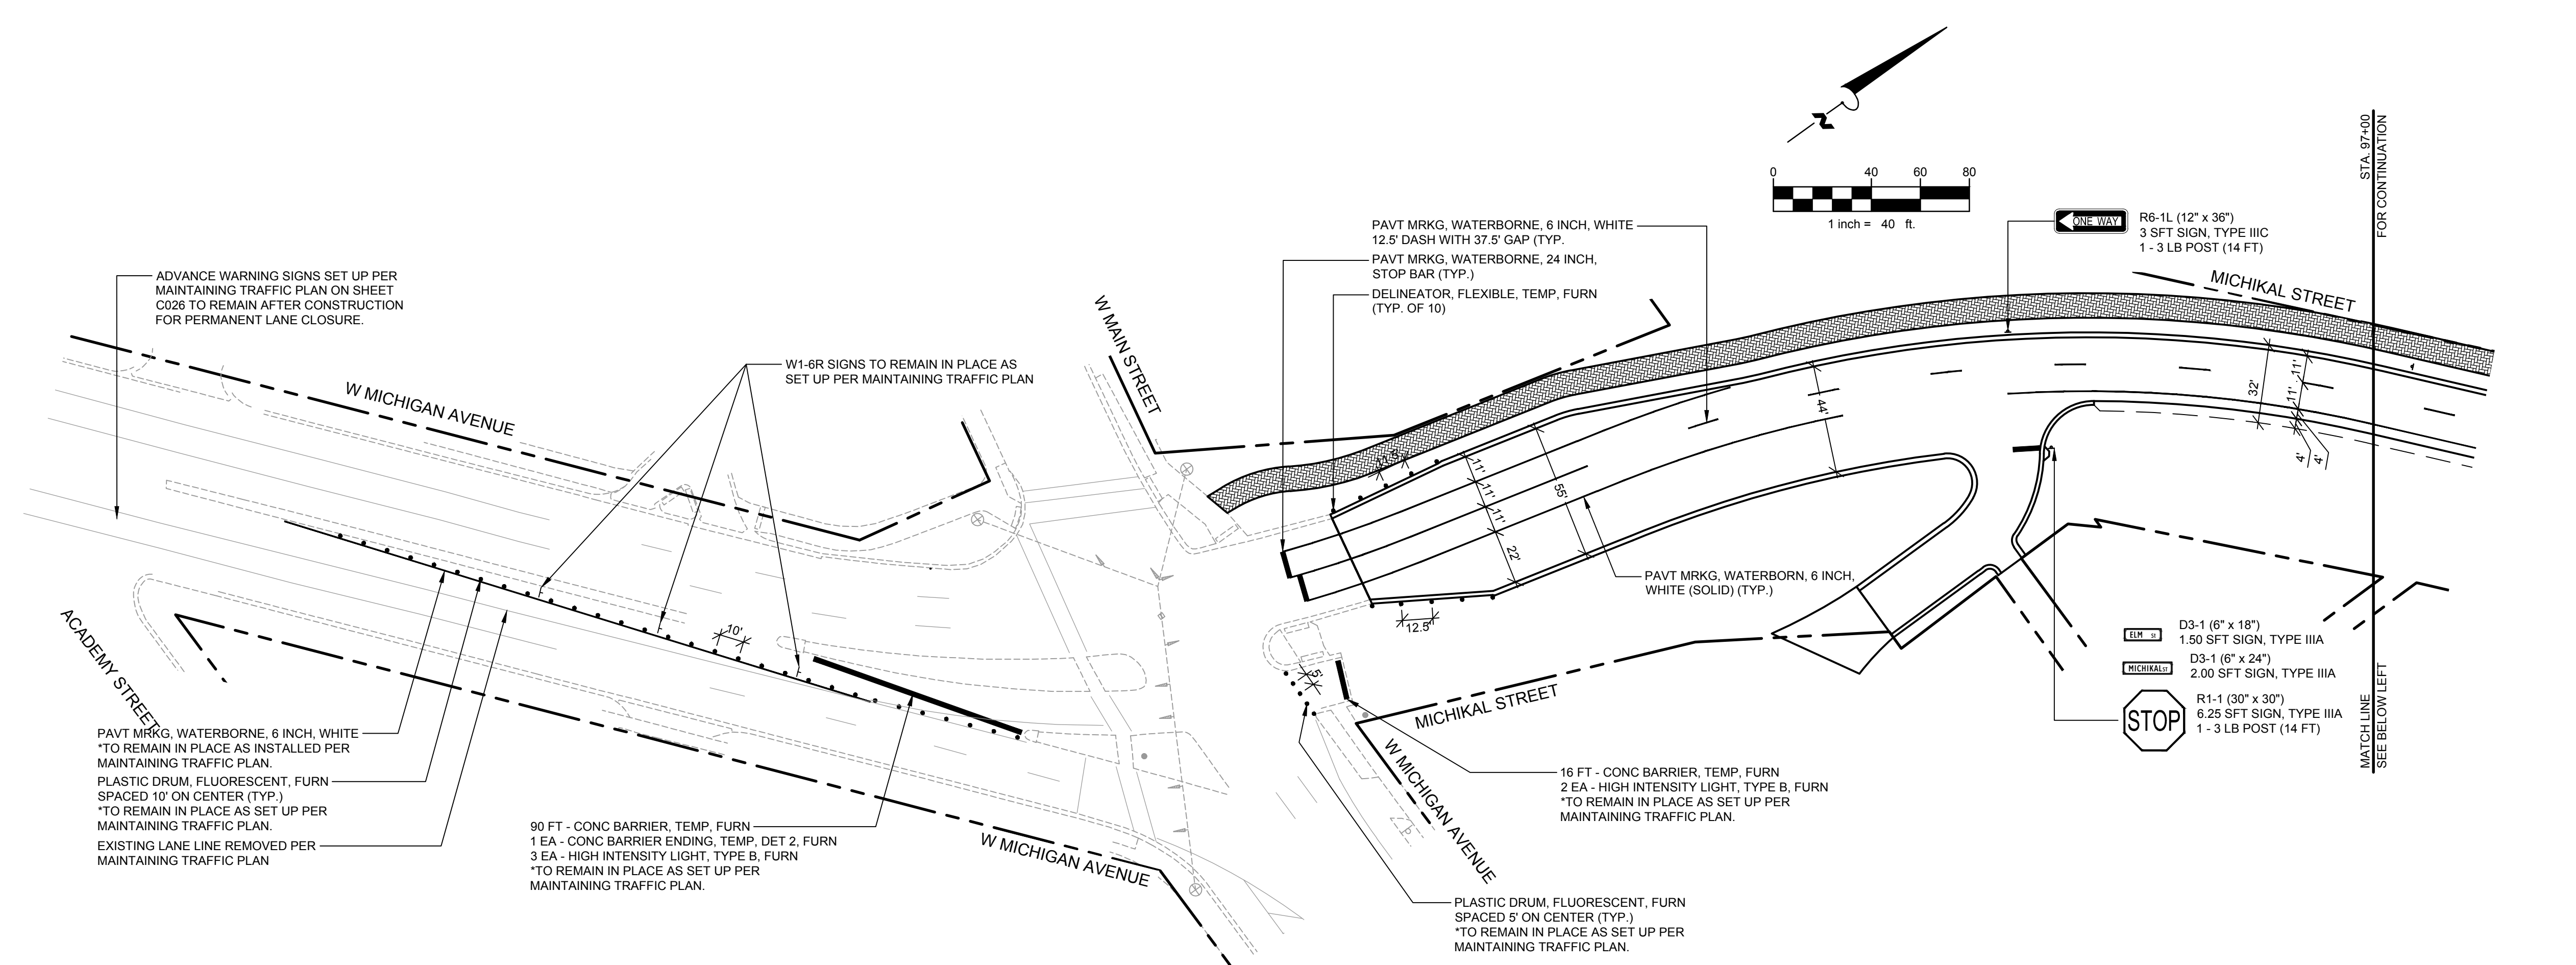 0 40 60 80
1 inch = 40 ft.
STA. 97+00
FOR CONTINUATION
ONE WAY
R6-1L (12" x 36")
3 SFT SIGN, TYPE IIIC
1 - 3 LB POST (14 FT)
MICHIKAL STREET
PAVT MRKG, WATERBORNE, 6 INCH, WHITE
12.5' DASH WITH 37.5' GAP (TYP.
PAVT MRKG, WATERBORNE, 24 INCH,
STOP BAR (TYP.)
DELINEATOR, FLEXIBLE, TEMP, FURN
(TYP. OF 10)
ADVANCE WARNING SIGNS SET UP PER
MAINTAINING TRAFFIC PLAN ON SHEET
C026 TO REMAIN AFTER CONSTRUCTION
FOR PERMANENT LANE CLOSURE.
W1-6R SIGNS TO REMAIN IN PLACE AS
SET UP PER MAINTAINING TRAFFIC PLAN
W MAIN STREET
W MICHIGAN AVENUE
11.5'
11'
11'
11'
22'
55'
44'
32'
11'
11'
4'
4'
12.5'
10'
5'
PAVT MRKG, WATERBORN, 6 INCH,
WHITE (SOLID) (TYP.)
ACADEMY STREET
PAVT MRKG, WATERBORNE, 6 INCH, WHITE
*TO REMAIN IN PLACE AS INSTALLED PER
MAINTAINING TRAFFIC PLAN.
PLASTIC DRUM, FLUORESCENT, FURN
SPACED 10' ON CENTER (TYP.)
*TO REMAIN IN PLACE AS SET UP PER
MAINTAINING TRAFFIC PLAN.
EXISTING LANE LINE REMOVED PER
MAINTAINING TRAFFIC PLAN
90 FT - CONC BARRIER, TEMP, FURN
1 EA - CONC BARRIER ENDING, TEMP, DET 2, FURN
3 EA - HIGH INTENSITY LIGHT, TYPE B, FURN
*TO REMAIN IN PLACE AS SET UP PER
MAINTAINING TRAFFIC PLAN.
W MICHIGAN AVENUE
MICHIKAL STREET
W MICHIGAN AVENUE
16 FT - CONC BARRIER, TEMP, FURN
2 EA - HIGH INTENSITY LIGHT, TYPE B, FURN
*TO REMAIN IN PLACE AS SET UP PER
MAINTAINING TRAFFIC PLAN.
PLASTIC DRUM, FLUORESCENT, FURN
SPACED 5' ON CENTER (TYP.)
*TO REMAIN IN PLACE AS SET UP PER
MAINTAINING TRAFFIC PLAN.
ELM ST
D3-1 (6" x 18")
1.50 SFT SIGN, TYPE IIIA
MICHIKAL ST
D3-1 (6" x 24")
2.00 SFT SIGN, TYPE IIIA
STOP
R1-1 (30" x 30")
6.25 SFT SIGN, TYPE IIIA
1 - 3 LB POST (14 FT)
MATCH LINE
SEE BELOW LEFT
N